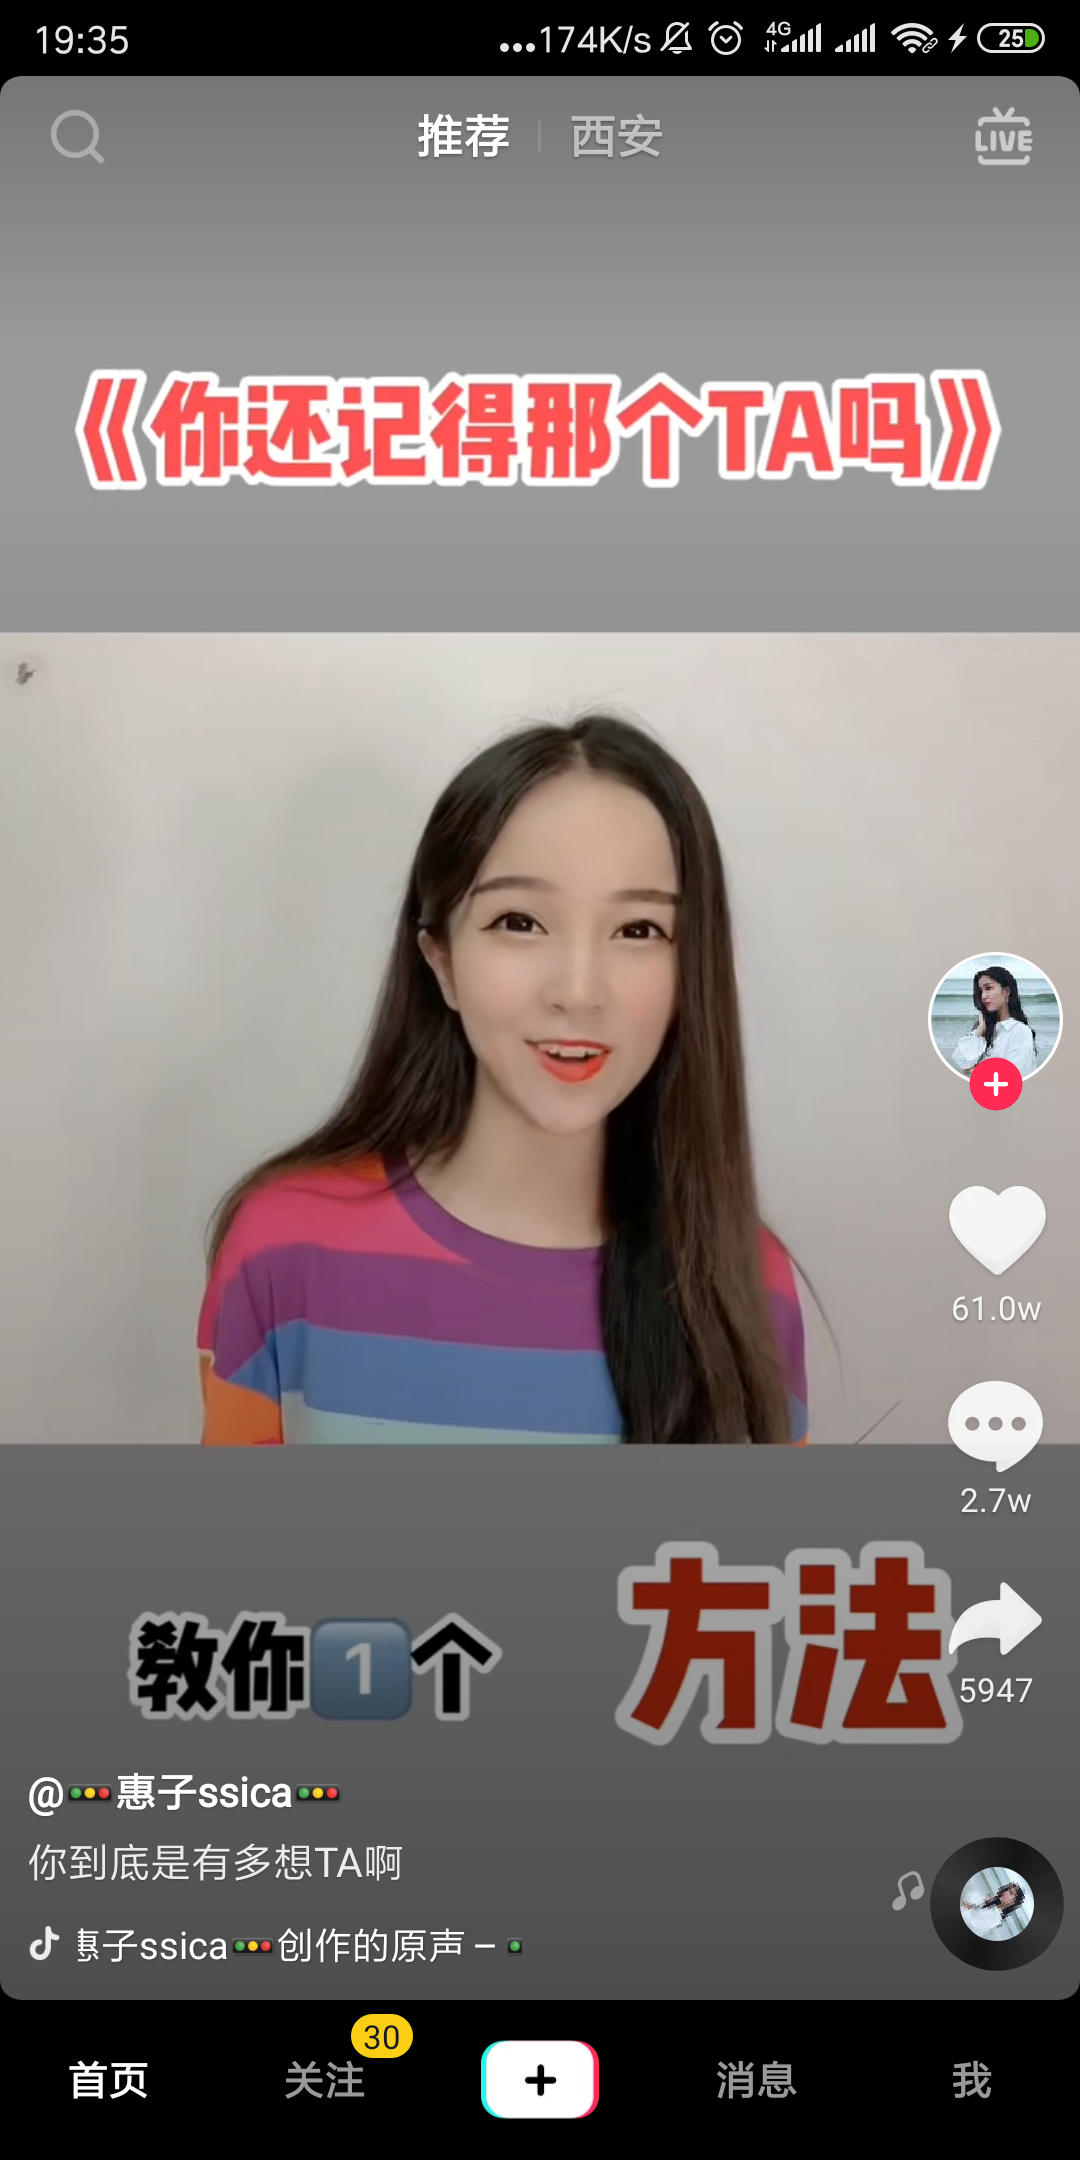 19:35
...174K/s 4G 25
推荐 西安 LIVE
《你还记得那个TA吗》
61.0w
2.7w
教你1个 方法
5947
@🚥惠子ssica🚥
你到底是有多想TA啊
惠子ssica🚥创作的原声 –
30
首页 关注 消息 我